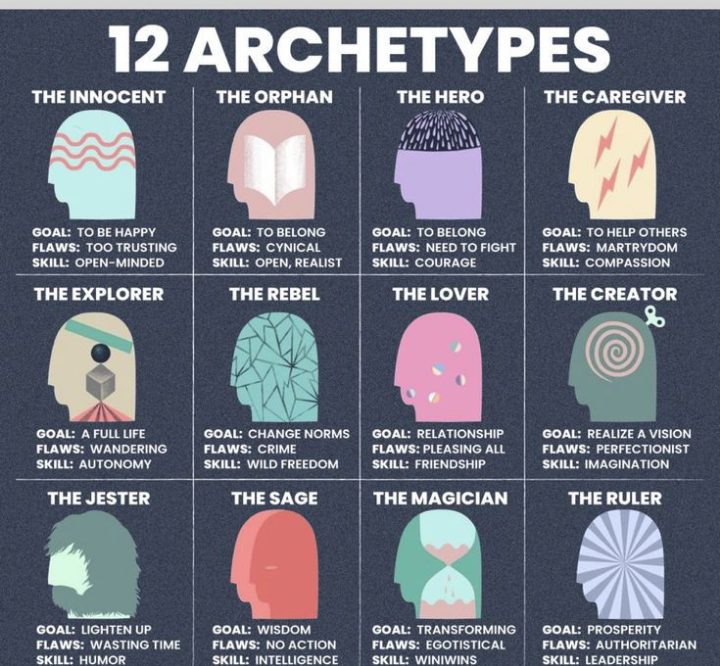 12 ARCHETYPES
THE INNOCENT
GOAL: TO BE HAPPY
FLAWS: TOO TRUSTING
SKILL: OPEN-MINDED
THE ORPHAN
GOAL: TO BELONG
FLAWS: CYNICAL
SKILL: OPEN, REALIST
THE HERO
GOAL: TO BELONG
FLAWS: NEED TO FIGHT
SKILL: COURAGE
THE CAREGIVER
GOAL: TO HELP OTHERS
FLAWS: MARTRYDOM
SKILL: COMPASSION
THE EXPLORER
GOAL: A FULL LIFE
FLAWS: WANDERING
SKILL: AUTONOMY
THE REBEL
GOAL: CHANGE NORMS
FLAWS: CRIME
SKILL: WILD FREEDOM
THE LOVER
GOAL: RELATIONSHIP
FLAWS: PLEASING ALL
SKILL: FRIENDSHIP
THE CREATOR
GOAL: REALIZE A VISION
FLAWS: PERFECTIONIST
SKILL: IMAGINATION
THE JESTER
GOAL: LIGHTEN UP
FLAWS: WASTING TIME
SKILL: HUMOR
THE SAGE
GOAL: WISDOM
FLAWS: NO ACTION
SKILL: INTELLIGENCE
THE MAGICIAN
GOAL: TRANSFORMING
FLAWS: EGOTISTICAL
SKILL: WINIWINS
THE RULER
GOAL: PROSPERITY
FLAWS: AUTHORITARIAN
SKILL: LEADERSHIP